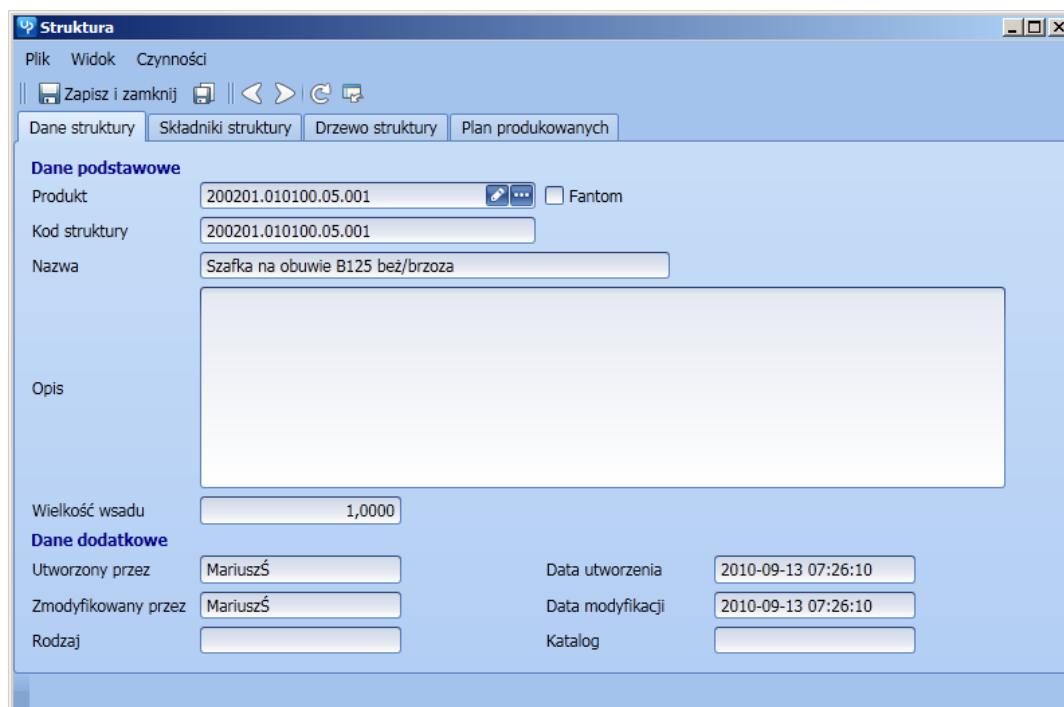 Struktura
Plik Widok Czynności
Zapisz i zamknij
Dane struktury Składniki struktury Drzewo struktury Plan produkowanych
Dane podstawowe
Produkt 200201.010100.05.001 Fantom
Kod struktury 200201.010100.05.001
Nazwa Szafka na obuwie B125 beż/brzoza
Opis
Wielkość wsadu 1,0000
Dane dodatkowe
Utworzony przez MariuszŚ Data utworzenia 2010-09-13 07:26:10
Zmodyfikowany przez MariuszŚ Data modyfikacji 2010-09-13 07:26:10
Rodzaj Katalog